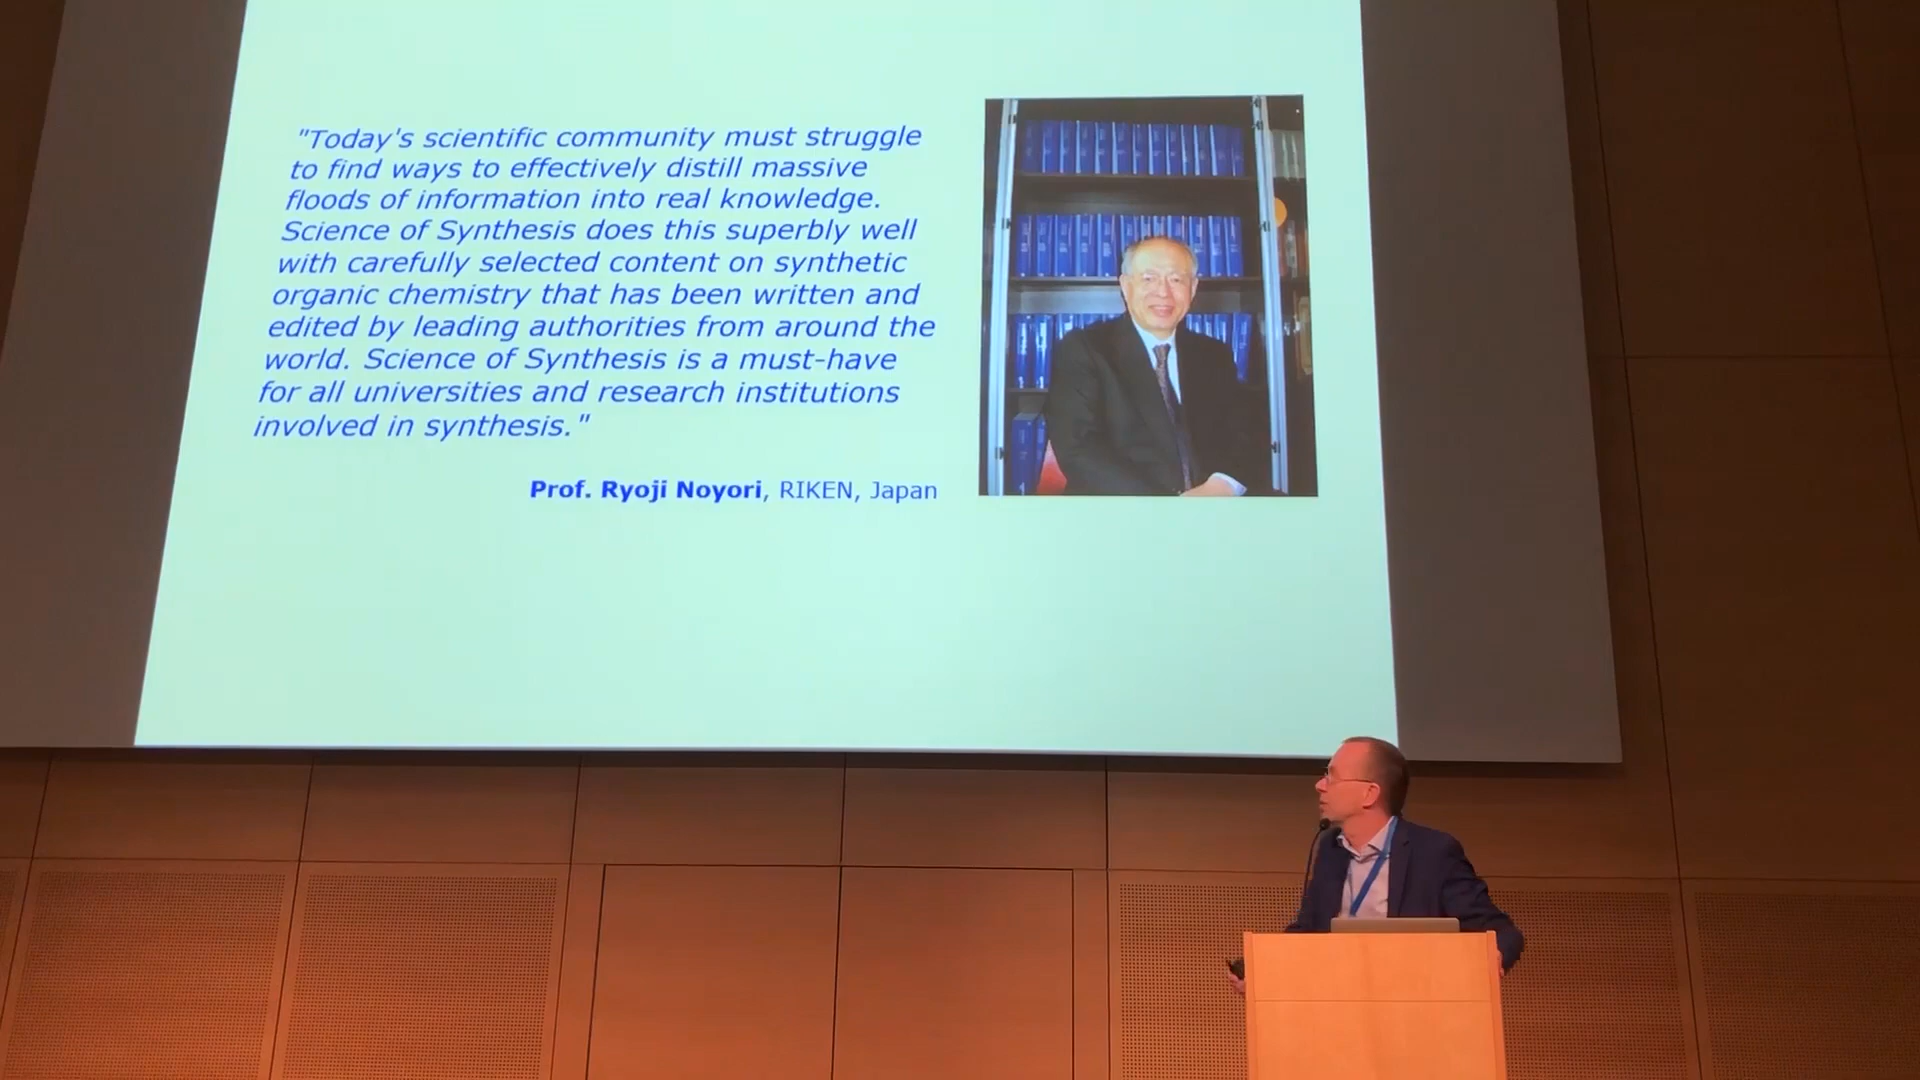 "Today's scientific community must struggle
to find ways to effectively distill massive
floods of information into real knowledge.
Science of Synthesis does this superbly well
with carefully selected content on synthetic
organic chemistry that has been written and
edited by leading authorities from around the
world. Science of Synthesis is a must-have
for all universities and research institutions
involved in synthesis."
Prof. Ryoji Noyori, RIKEN, Japan